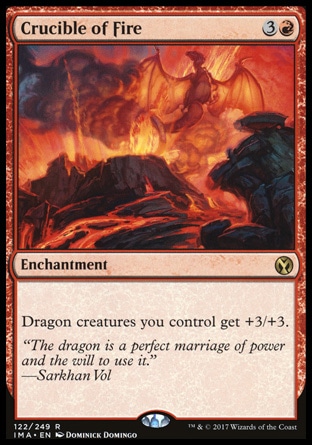 Crucible of Fire 3
Enchantment
Dragon creatures you control get +3/+3.
“The dragon is a perfect marriage of power
and the will to use it.”
—Sarkhan Vol
122/249 R
IMA • EN DOMINICK DOMINGO
™ & © 2017 Wizards of the Coast